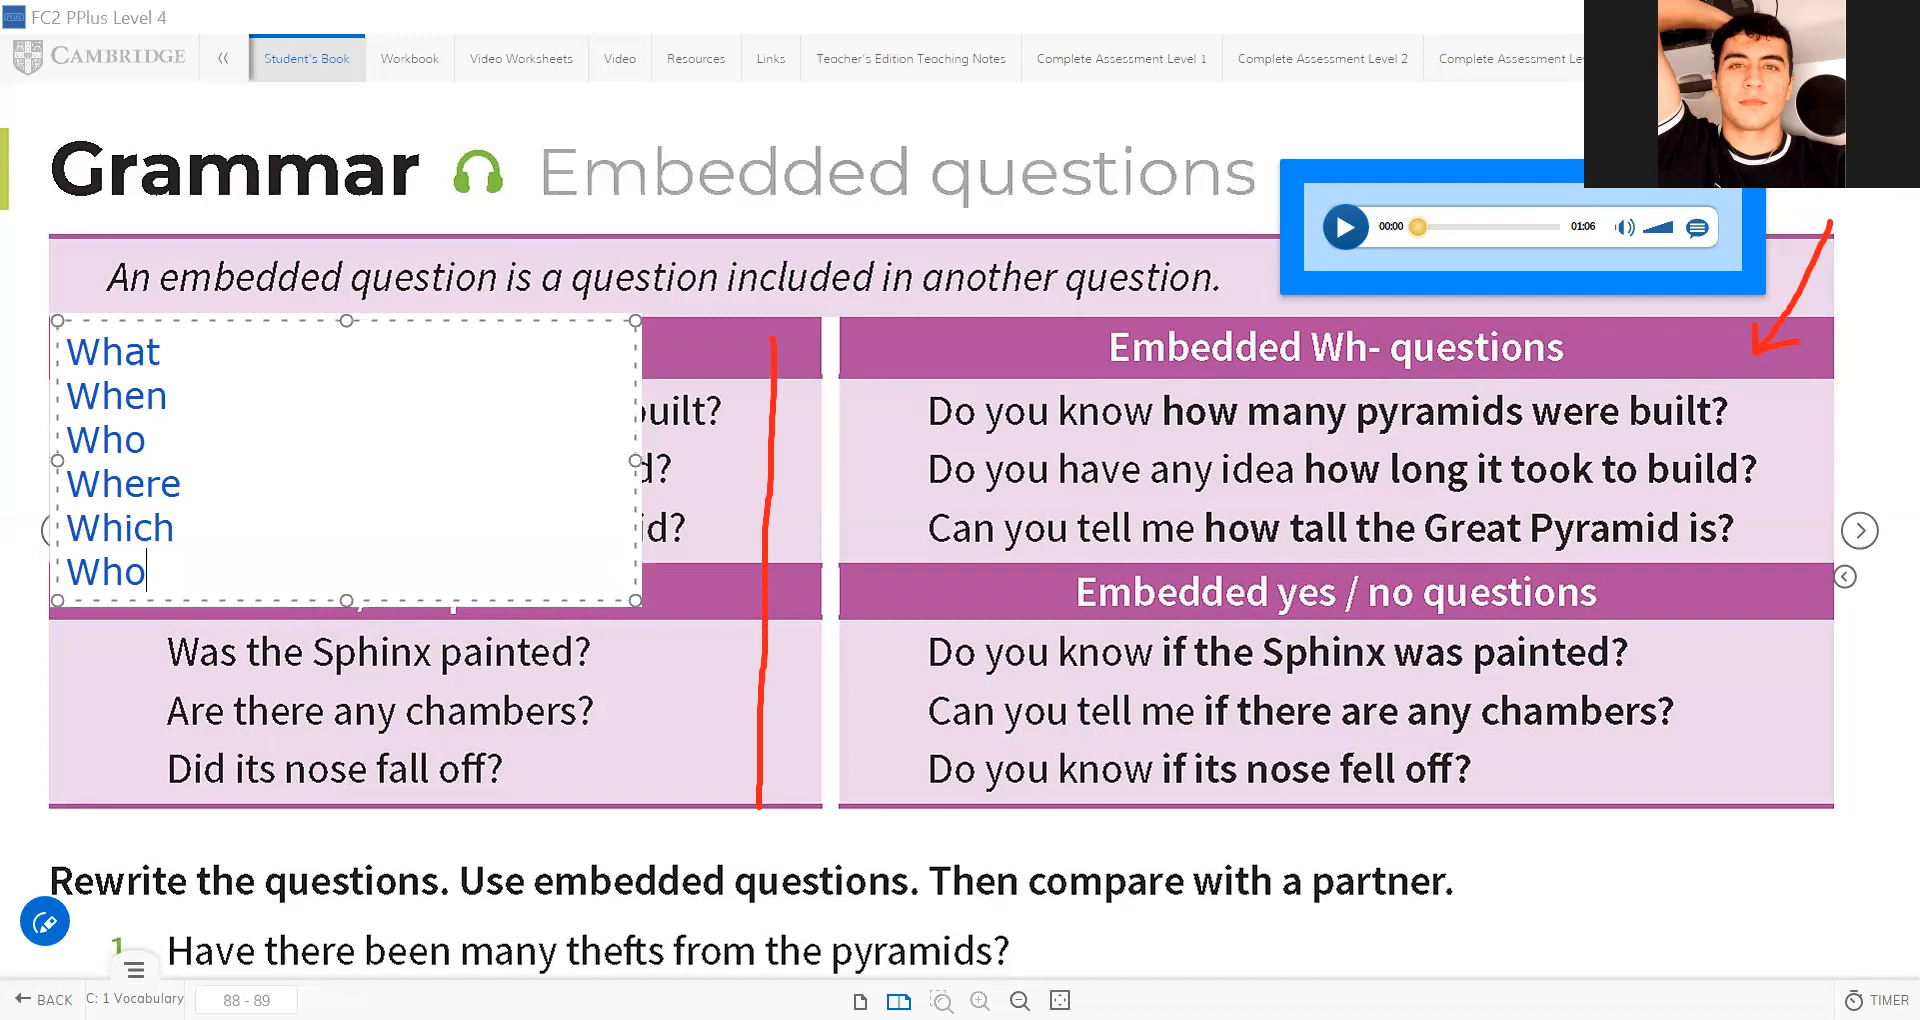 FC2 PPlus Level 4
CAMBRIDGE
Student's Book
Workbook
Video Worksheets
Video
Resources
Links
Teacher's Edition Teaching Notes
Complete Assessment Level 1
Complete Assessment Level 2
Complete Assessment Le
Grammar Embedded questions
00:00 01:06
An embedded question is a question included in another question.
What
When
Who
Where
Which
Who
built?
d?
id?
Embedded Wh- questions
Do you know how many pyramids were built?
Do you have any idea how long it took to build?
Can you tell me how tall the Great Pyramid is?
Was the Sphinx painted?
Are there any chambers?
Did its nose fall off?
Embedded yes / no questions
Do you know if the Sphinx was painted?
Can you tell me if there are any chambers?
Do you know if its nose fell off?
Rewrite the questions. Use embedded questions. Then compare with a partner.
1 Have there been many thefts from the pyramids?
BACK
C: 1 Vocabulary
88 - 89
TIMER